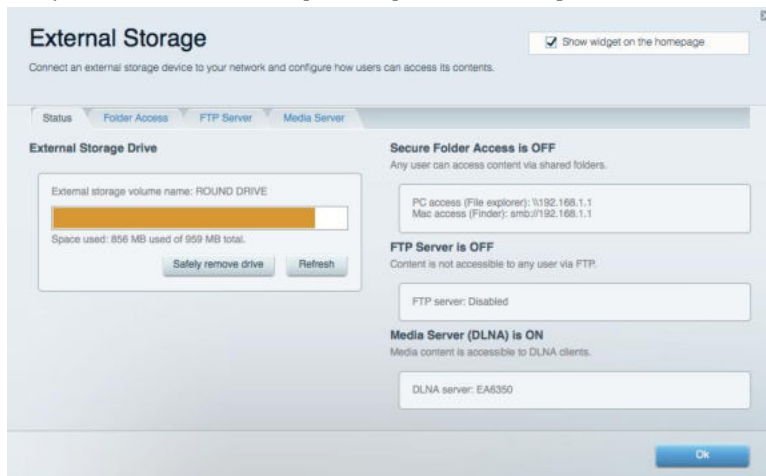 External Storage
Show widget on the homepage
Connect an external storage device to your network and configure how users can access its contents.
Status
Folder Access
FTP Server
Media Server
External Storage Drive
External storage volume name: ROUND DRIVE
Space used: 856 MB used of 959 MB total.
Safely remove drive
Refresh
Secure Folder Access is OFF
Any user can access content via shared folders.
PC access (File explorer): \\192.168.1.1
Mac access (Finder): smb://192.168.1.1
FTP Server is OFF
Content is not accessible to any user via FTP.
FTP server: Disabled
Media Server (DLNA) is ON
Media content is accessible to DLNA clients.
DLNA server: EA6350
Ok